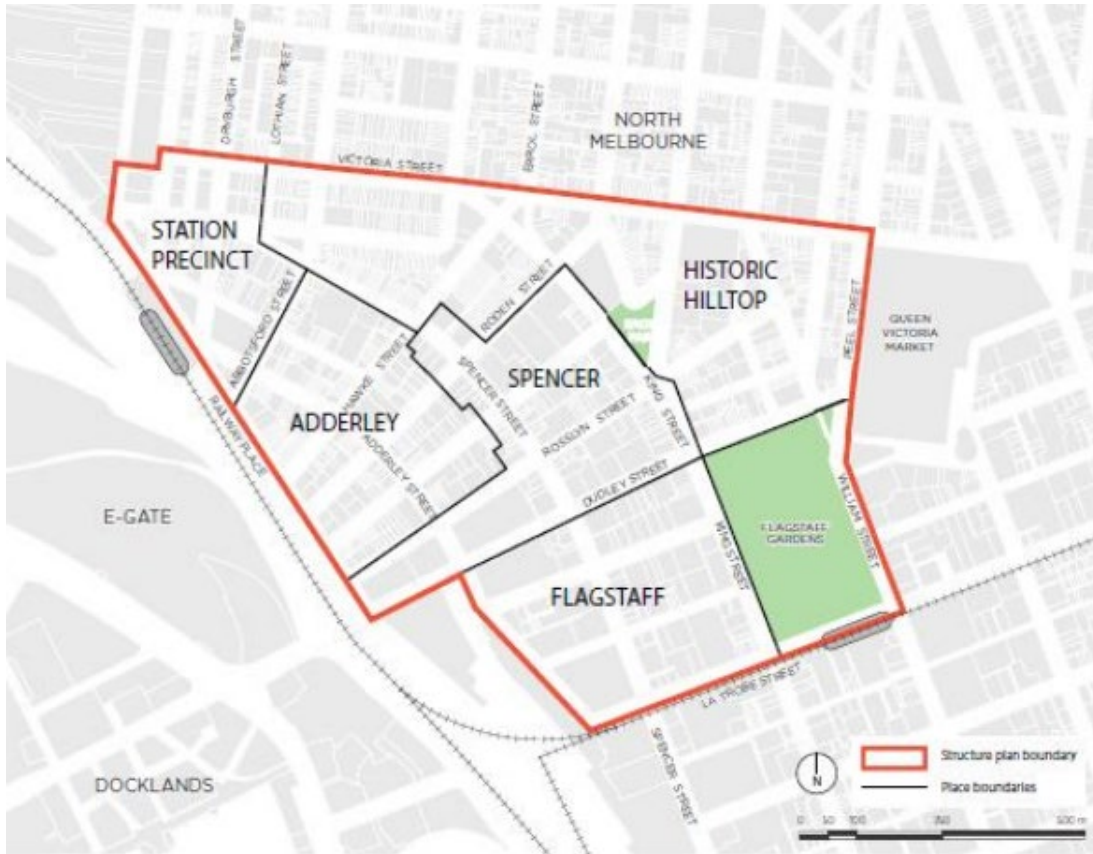 DRYBURGH STREET
LOTHIAN STREET
ERROL STREET
NORTH
MELBOURNE
VICTORIA STREET
STATION
PRECINCT
HISTORIC
HILLTOP
RODEN STREET
PEEL STREET
QUEEN
VICTORIA
MARKET
ABBOTSFORD STREET
HAWKE STREET
SPENCER STREET
SPENCER
KING STREET
ROSSLYN STREET
RAILWAY PLACE
ADDERLEY
ADDERLEY STREET
DUDLEY STREET
E-GATE
WILLIAM STREET
FLAGSTAFF
GARDENS
KING STREET
FLAGSTAFF
LA TROBE STREET
SPENCER STREET
DOCKLANDS
N
Structure plan boundary
Place boundaries
0 50 100 250 500 m